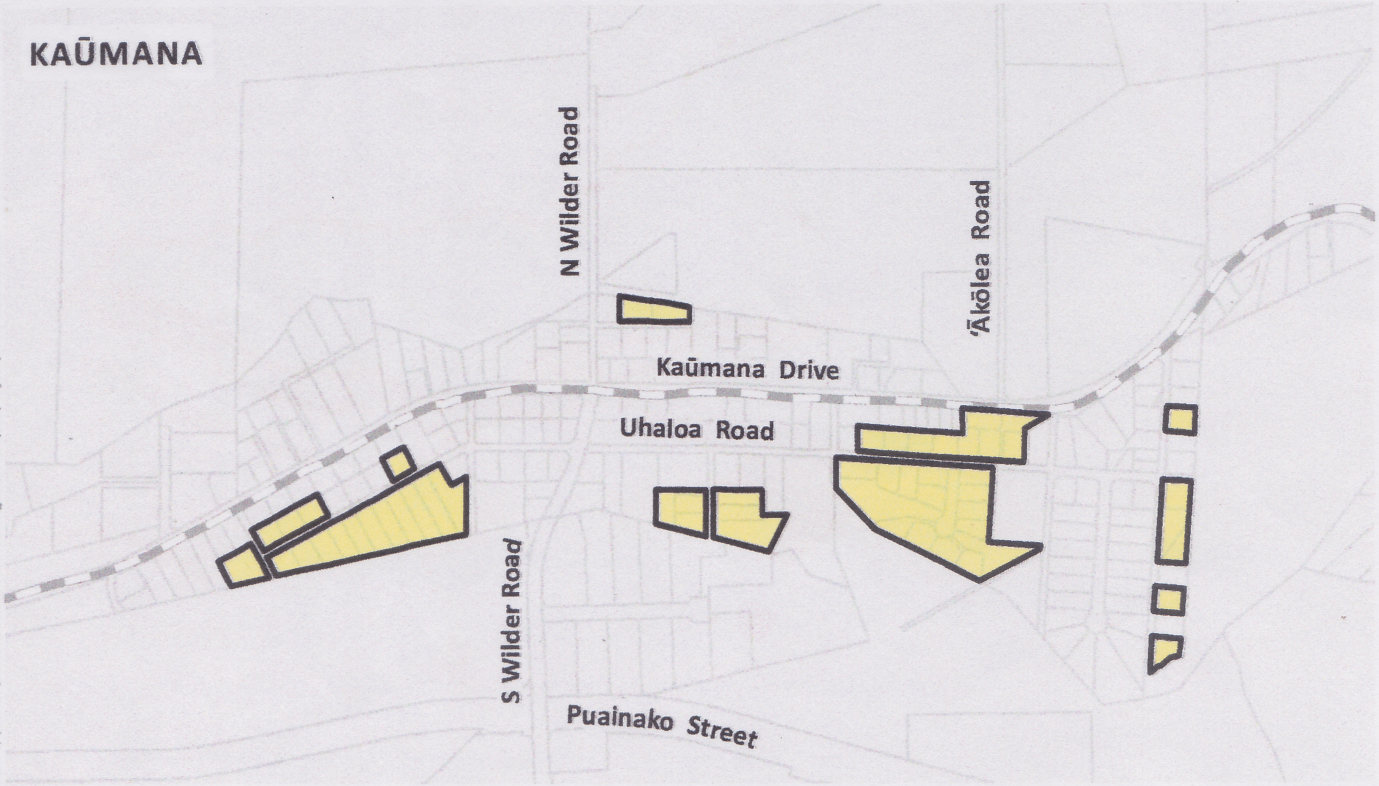 KAŪMANA
N Wilder Road
ʻĀkōlea Road
Kaūmana Drive
Uhaloa Road
S Wilder Road
Puainako Street